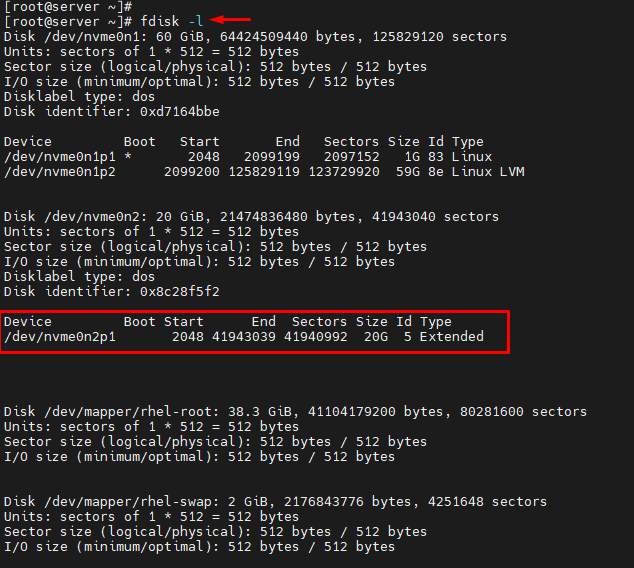 [root@server ~]#
[root@server ~]# fdisk -l
Disk /dev/nvme0n1: 60 GiB, 64424509440 bytes, 125829120 sectors
Units: sectors of 1 * 512 = 512 bytes
Sector size (logical/physical): 512 bytes / 512 bytes
I/O size (minimum/optimal): 512 bytes / 512 bytes
Disklabel type: dos
Disk identifier: 0xd7164bbe
Device         Boot   Start       End   Sectors Size Id Type
/dev/nvme0n1p1 *       2048   2099199   2097152   1G 83 Linux
/dev/nvme0n1p2      2099200 125829119 123729920  59G 8e Linux LVM
Disk /dev/nvme0n2: 20 GiB, 21474836480 bytes, 41943040 sectors
Units: sectors of 1 * 512 = 512 bytes
Sector size (logical/physical): 512 bytes / 512 bytes
I/O size (minimum/optimal): 512 bytes / 512 bytes
Disklabel type: dos
Disk identifier: 0x8c28f5f2
Device         Boot Start      End  Sectors Size Id Type
/dev/nvme0n2p1       2048 41943039 41940992  20G  5 Extended
Disk /dev/mapper/rhel-root: 38.3 GiB, 41104179200 bytes, 80281600 sectors
Units: sectors of 1 * 512 = 512 bytes
Sector size (logical/physical): 512 bytes / 512 bytes
I/O size (minimum/optimal): 512 bytes / 512 bytes
Disk /dev/mapper/rhel-swap: 2 GiB, 2176843776 bytes, 4251648 sectors
Units: sectors of 1 * 512 = 512 bytes
Sector size (logical/physical): 512 bytes / 512 bytes
I/O size (minimum/optimal): 512 bytes / 512 bytes